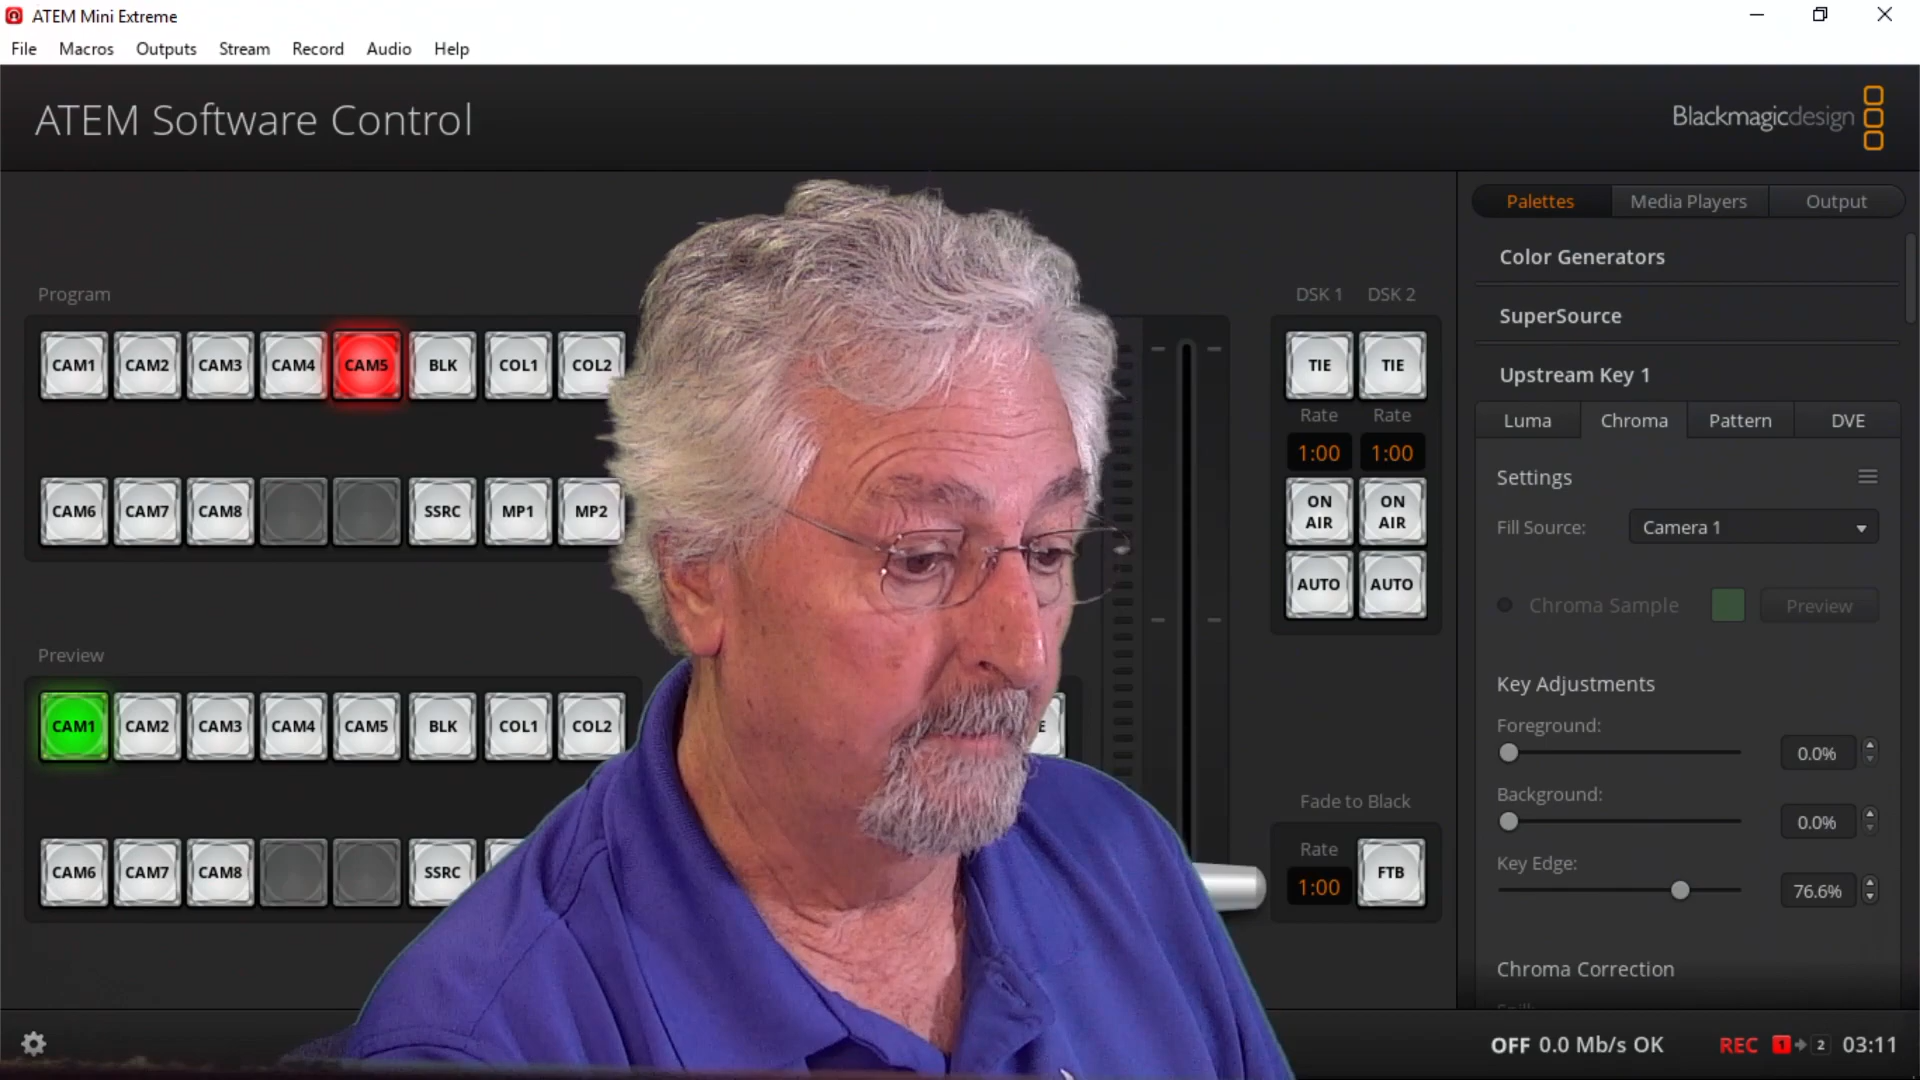 ATEM Mini Extreme
File Macros Outputs Stream Record Audio Help
ATEM Software Control
Blackmagicdesign
Palettes Media Players Output
Color Generators
SuperSource
Upstream Key 1
Luma Chroma Pattern DVE
Settings
Fill Source: Camera 1
Chroma Sample Preview
Key Adjustments
Foreground:
0.0%
Background:
0.0%
Key Edge:
76.6%
Chroma Correction
Program
CAM1 CAM2 CAM3 CAM4 CAM5 BLK COL1 COL2
CAM6 CAM7 CAM8 SSRC MP1 MP2
Preview
CAM1 CAM2 CAM3 CAM4 CAM5 BLK COL1 COL2
CAM6 CAM7 CAM8 SSRC
DSK 1 DSK 2
TIE TIE
Rate Rate
1:00 1:00
ON AIR ON AIR
AUTO AUTO
Fade to Black
Rate
1:00 FTB
OFF 0.0 Mb/s OK REC 1 2 03:11